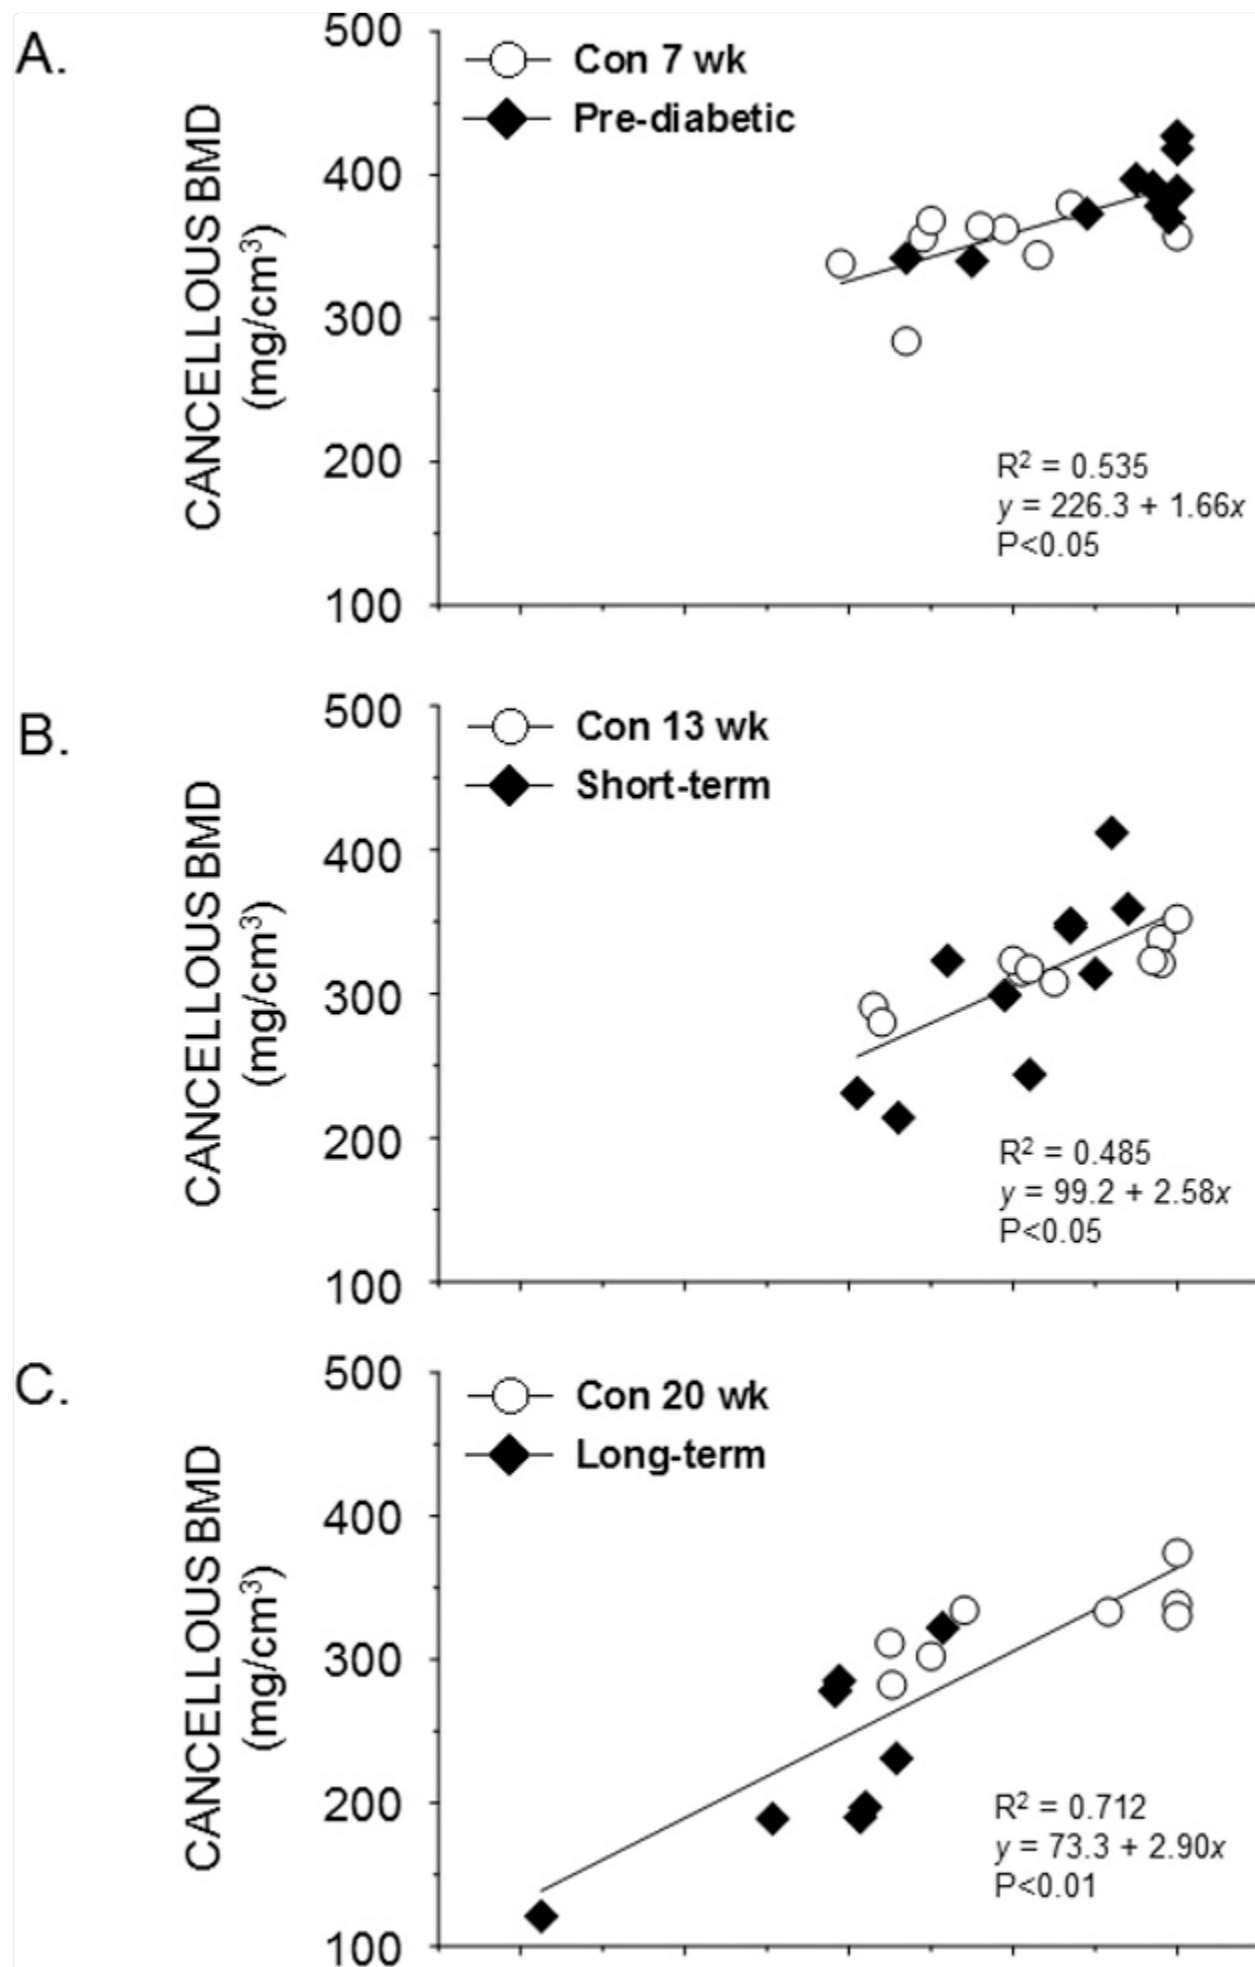 A.
CANCELLOUS BMD
(mg/cm³)
500
400
300
200
100
Con 7 wk
Pre-diabetic
R² = 0.535
y = 226.3 + 1.66x
P<0.05
B.
CANCELLOUS BMD
(mg/cm³)
500
400
300
200
100
Con 13 wk
Short-term
R² = 0.485
y = 99.2 + 2.58x
P<0.05
C.
CANCELLOUS BMD
(mg/cm³)
500
400
300
200
100
Con 20 wk
Long-term
R² = 0.712
y = 73.3 + 2.90x
P<0.01